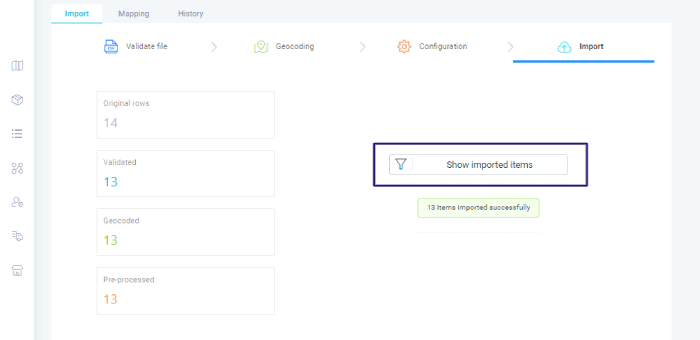 Import Mapping History
Validate file Geocoding Configuration Import
Original rows
14
Validated
13
Geocoded
13
Pre-processed
13
Show imported items
13 Items imported successfully